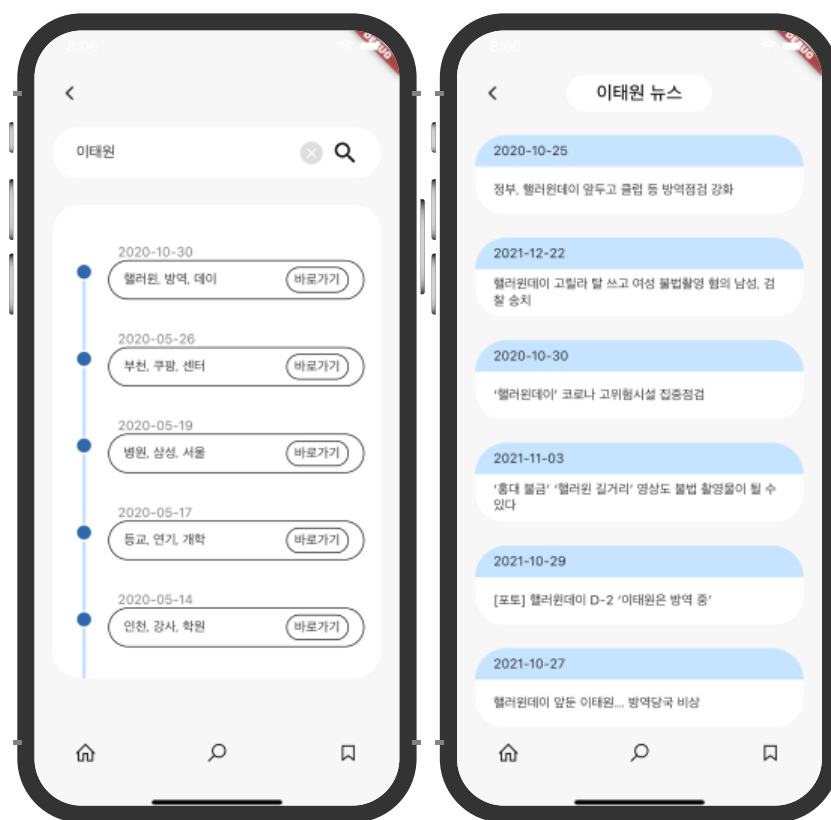 8:06
DEBUG
이태원
2020-10-30
핼러윈, 방역, 데이
바로가기
2020-05-26
부천, 쿠팡, 센터
바로가기
2020-05-19
병원, 삼성, 서울
바로가기
2020-05-17
등교, 연기, 개학
바로가기
2020-05-14
인천, 강사, 학원
바로가기
8:06
DEBUG
이태원 뉴스
2020-10-25
정부, 핼러윈데이 앞두고 클럽 등 방역점검 강화
2021-12-22
핼러윈데이 고릴라 탈 쓰고 여성 불법촬영 혐의 남성, 검
찰 송치
2020-10-30
‘핼러윈데이’ 코로나 고위험시설 집중점검
2021-11-03
‘홍대 불금’ ‘핼러윈 길거리’ 영상도 불법 촬영물이 될 수
있다
2021-10-29
[포토] 핼러윈데이 D-2 ‘이태원은 방역 중’
2021-10-27
핼러윈데이 앞둔 이태원... 방역당국 비상